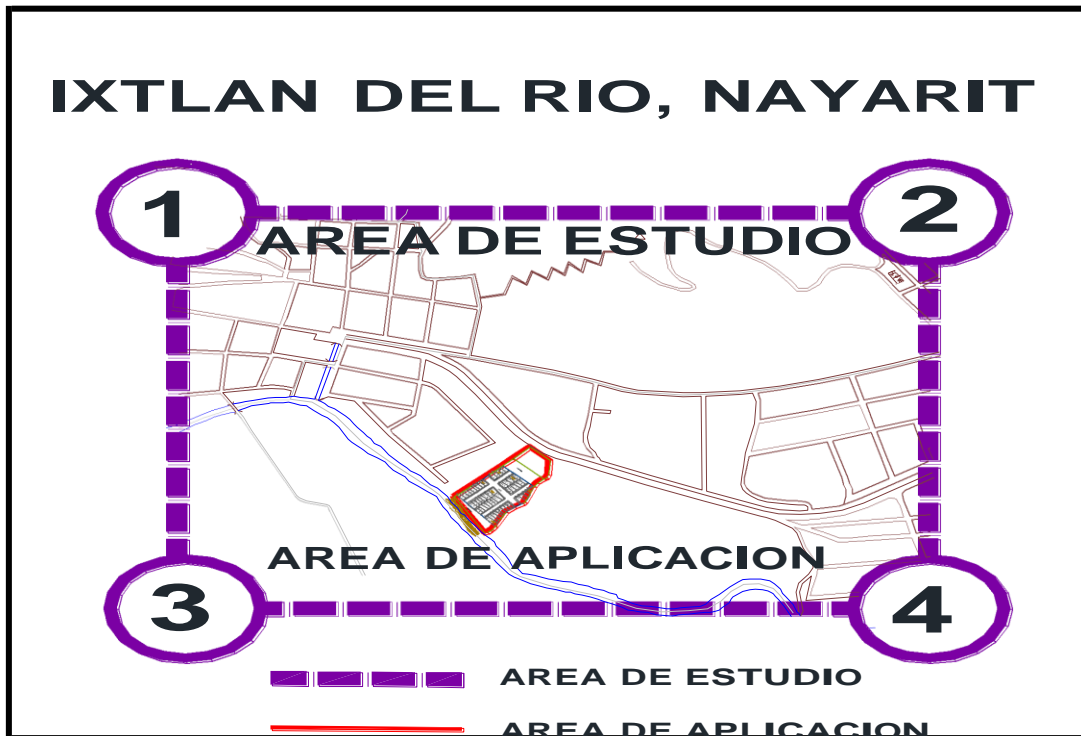 IXTLAN DEL RIO, NAYARIT
1
2
AREA DE ESTUDIO
AREA DE APLICACION
3
4
AREA DE ESTUDIO
AREA DE APLICACION